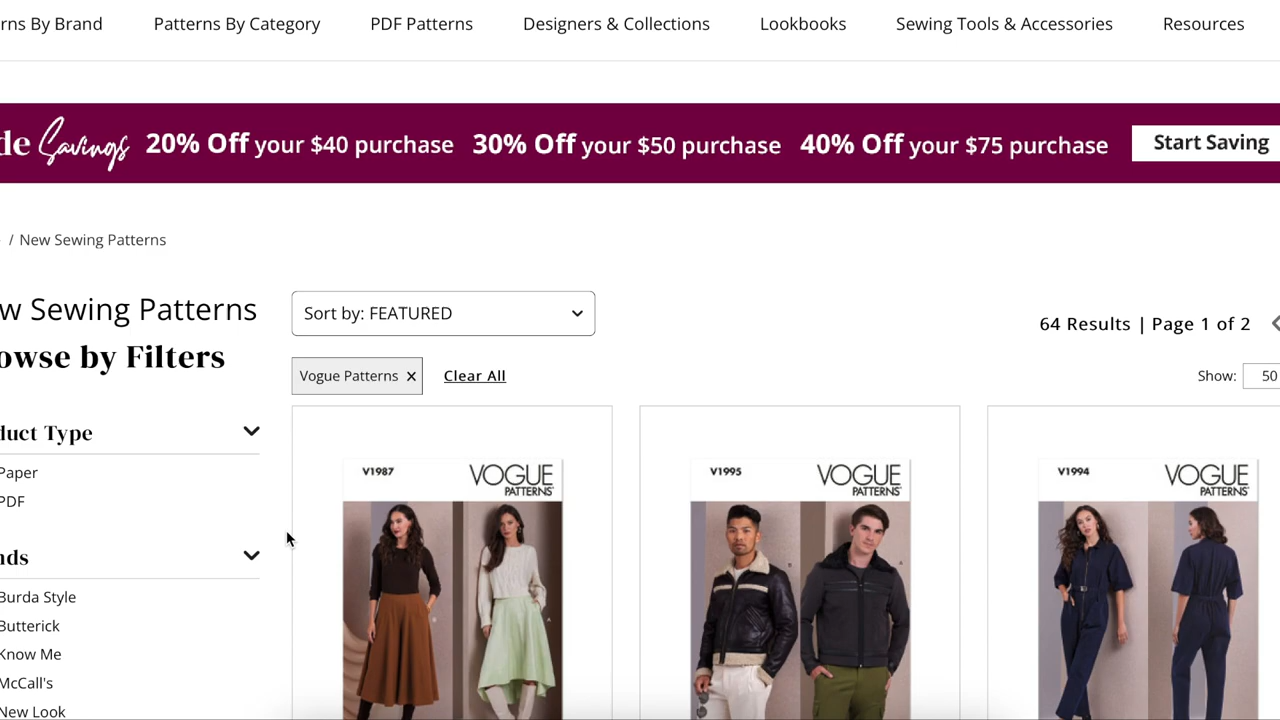 rns By Brand Patterns By Category PDF Patterns Designers & Collections Lookbooks Sewing Tools & Accessories Resources
de Savings 20% Off your $40 purchase 30% Off your $50 purchase 40% Off your $75 purchase Start Saving
/ New Sewing Patterns
w Sewing Patterns
owse by Filters
Sort by: FEATURED
64 Results | Page 1 of 2
Vogue Patterns × Clear All
Show: 50
duct Type
Paper
PDF
nds
Burda Style
Butterick
Know Me
McCall's
New Look
V1987 VOGUE PATTERNS
B A
V1995 VOGUE PATTERNS
B A
V1994 VOGUE PATTERNS